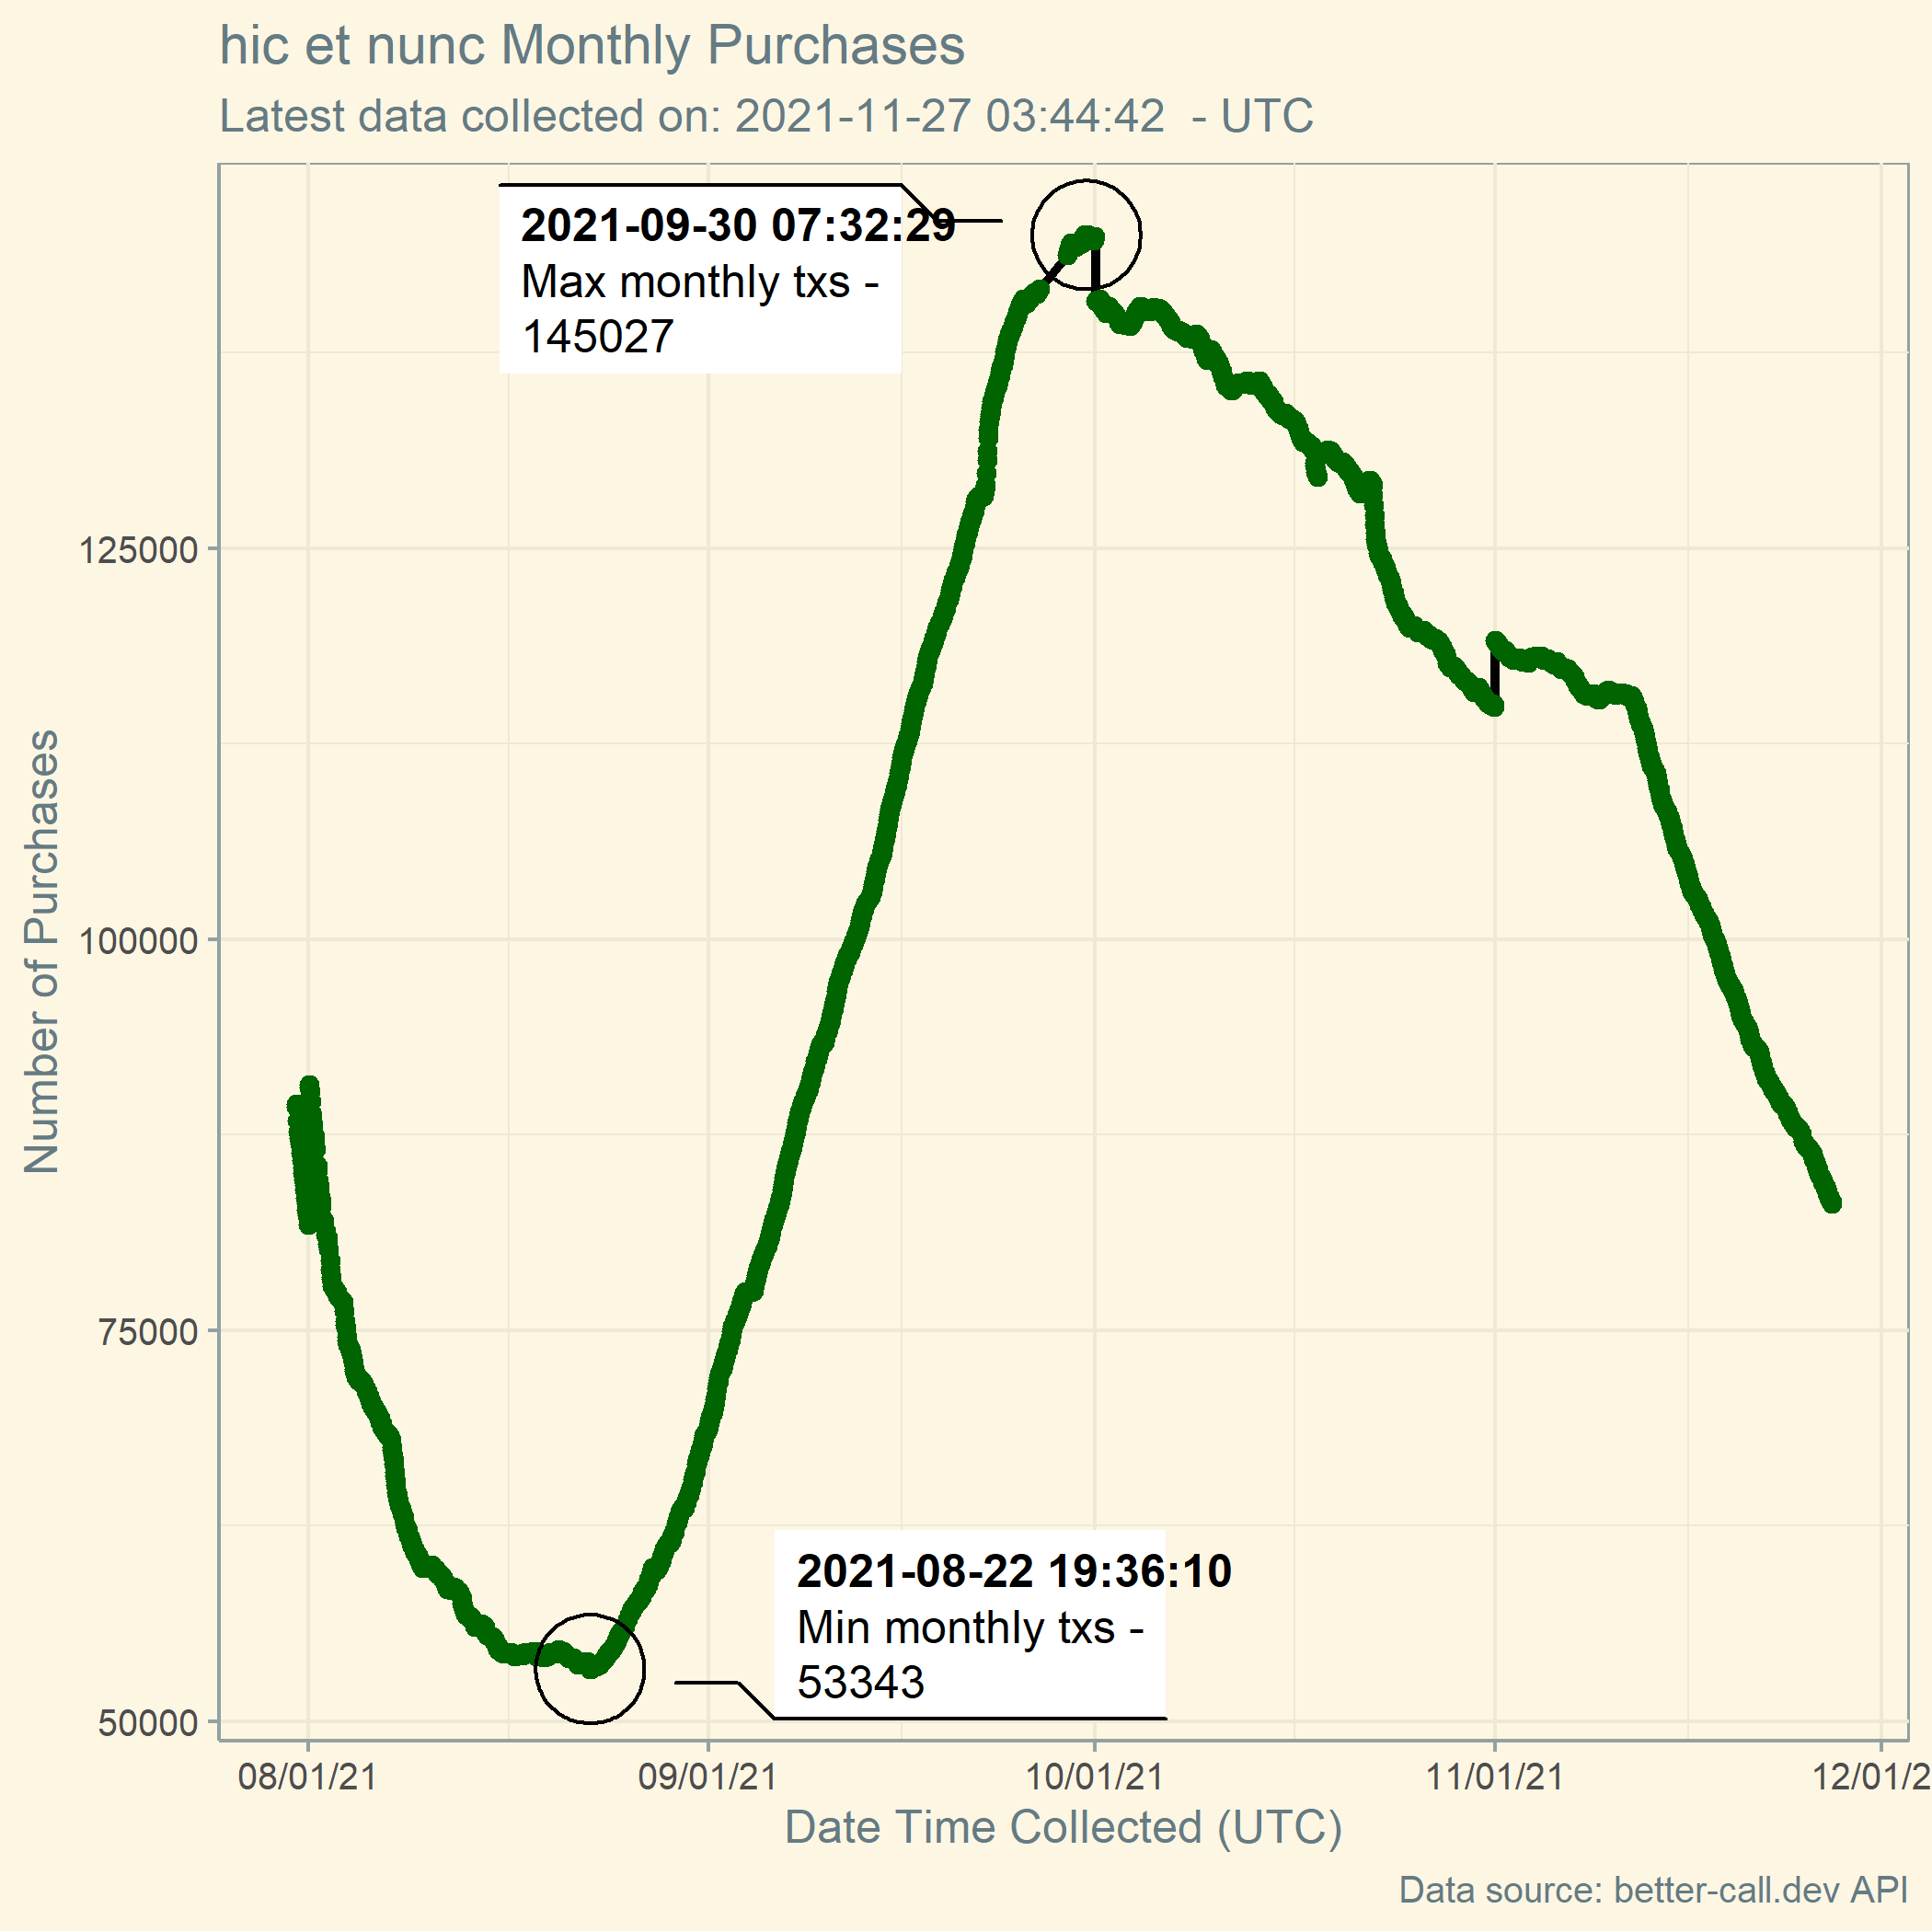 hic et nunc Monthly Purchases
Latest data collected on: 2021-11-27 03:44:42  - UTC
2021-09-30 07:32:29
Max monthly txs -
145027
125000
100000
75000
50000
Number of Purchases
2021-08-22 19:36:10
Min monthly txs -
53343
08/01/21
09/01/21
10/01/21
11/01/21
12/01/2
Date Time Collected (UTC)
Data source: better-call.dev API